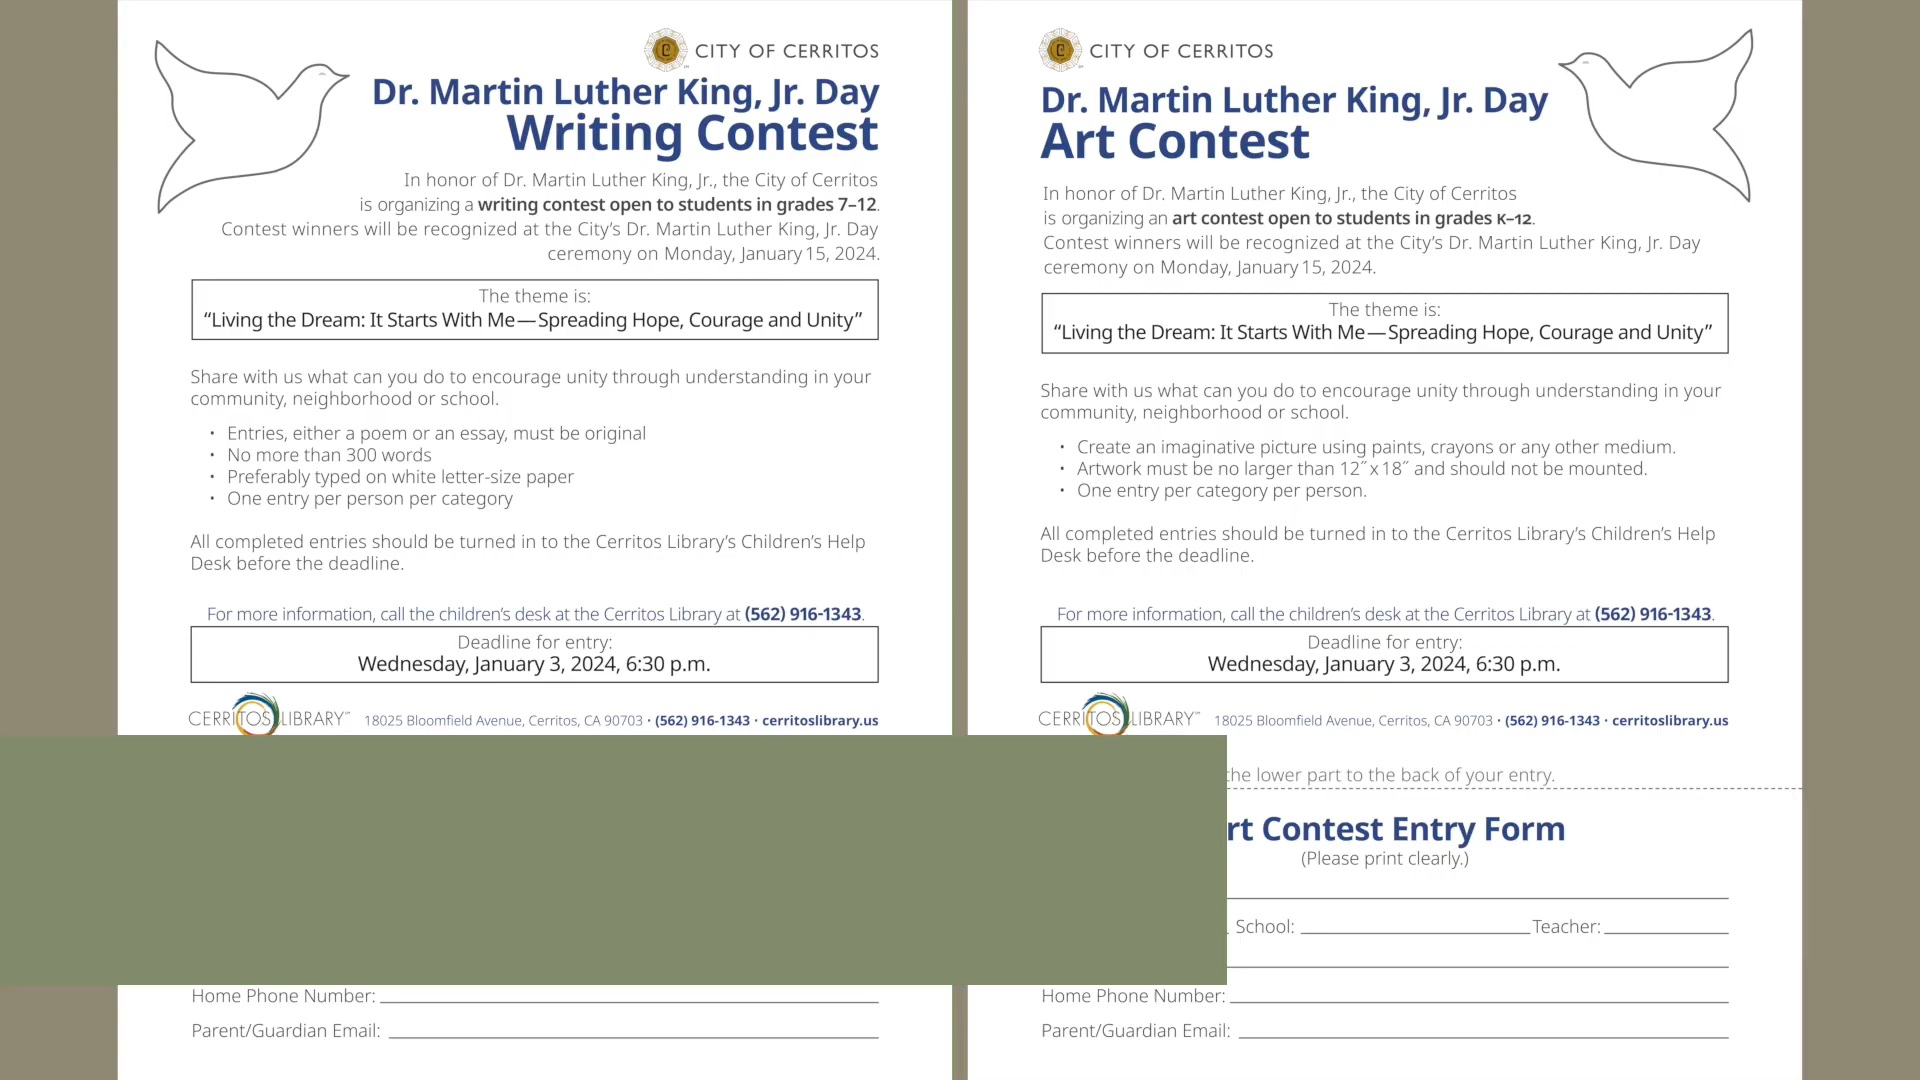 CITY OF CERRITOS
Dr. Martin Luther King, Jr. Day
Writing Contest
In honor of Dr. Martin Luther King, Jr., the City of Cerritos
is organizing a writing contest open to students in grades 7–12.
Contest winners will be recognized at the City’s Dr. Martin Luther King, Jr. Day
ceremony on Monday, January 15, 2024.
The theme is:
“Living the Dream: It Starts With Me—Spreading Hope, Courage and Unity”
Share with us what can you do to encourage unity through understanding in your
community, neighborhood or school.
• Entries, either a poem or an essay, must be original
• No more than 300 words
• Preferably typed on white letter-size paper
• One entry per person per category
All completed entries should be turned in to the Cerritos Library’s Children’s Help
Desk before the deadline.
For more information, call the children’s desk at the Cerritos Library at (562) 916-1343.
Deadline for entry:
Wednesday, January 3, 2024, 6:30 p.m.
CERRITOS LIBRARY 18025 Bloomfield Avenue, Cerritos, CA 90703 • (562) 916-1343 • cerritoslibrary.us
Home Phone Number:
Parent/Guardian Email:
CITY OF CERRITOS
Dr. Martin Luther King, Jr. Day
Art Contest
In honor of Dr. Martin Luther King, Jr., the City of Cerritos
is organizing an art contest open to students in grades K–12.
Contest winners will be recognized at the City’s Dr. Martin Luther King, Jr. Day
ceremony on Monday, January 15, 2024.
The theme is:
“Living the Dream: It Starts With Me—Spreading Hope, Courage and Unity”
Share with us what can you do to encourage unity through understanding in your
community, neighborhood or school.
• Create an imaginative picture using paints, crayons or any other medium.
• Artwork must be no larger than 12″ x 18″ and should not be mounted.
• One entry per category per person.
All completed entries should be turned in to the Cerritos Library’s Children’s Help
Desk before the deadline.
For more information, call the children’s desk at the Cerritos Library at (562) 916-1343.
Deadline for entry:
Wednesday, January 3, 2024, 6:30 p.m.
CERRITOS LIBRARY 18025 Bloomfield Avenue, Cerritos, CA 90703 • (562) 916-1343 • cerritoslibrary.us
the lower part to the back of your entry.
rt Contest Entry Form
(Please print clearly.)
School: Teacher:
Home Phone Number:
Parent/Guardian Email: